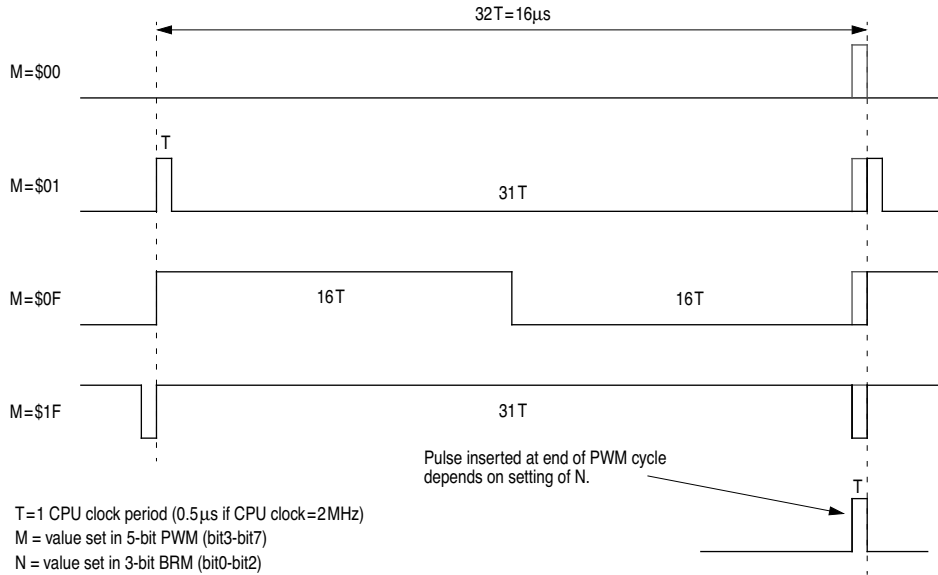 32T=16µs
M=$00
T
M=$01
31T
M=$0F
16T
16T
M=$1F
31T
Pulse inserted at end of PWM cycle
depends on setting of N.
T
T=1 CPU clock period (0.5µs if CPU clock=2MHz)
M = value set in 5-bit PWM (bit3-bit7)
N = value set in 3-bit BRM (bit0-bit2)